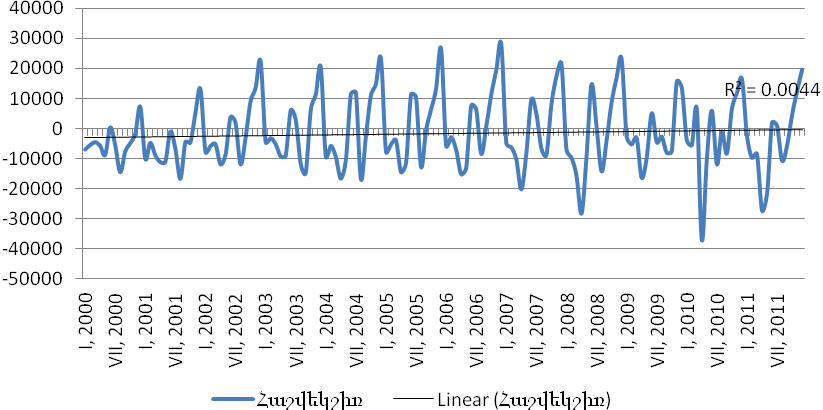 40000
30000
20000
10000
0
-10000
-20000
-30000
-40000
-50000
R² = 0.0044
I, 2000
VII, 2000
I, 2001
VII, 2001
I, 2002
VII, 2002
I, 2003
VII, 2003
I, 2004
VII, 2004
I, 2005
VII, 2005
I, 2006
VII, 2006
I, 2007
VII, 2007
I, 2008
VII, 2008
I, 2009
VII, 2009
I, 2010
VII, 2010
I, 2011
VII, 2011
Հաշվեկշիռ
Linear (Հաշվեկշիռ)